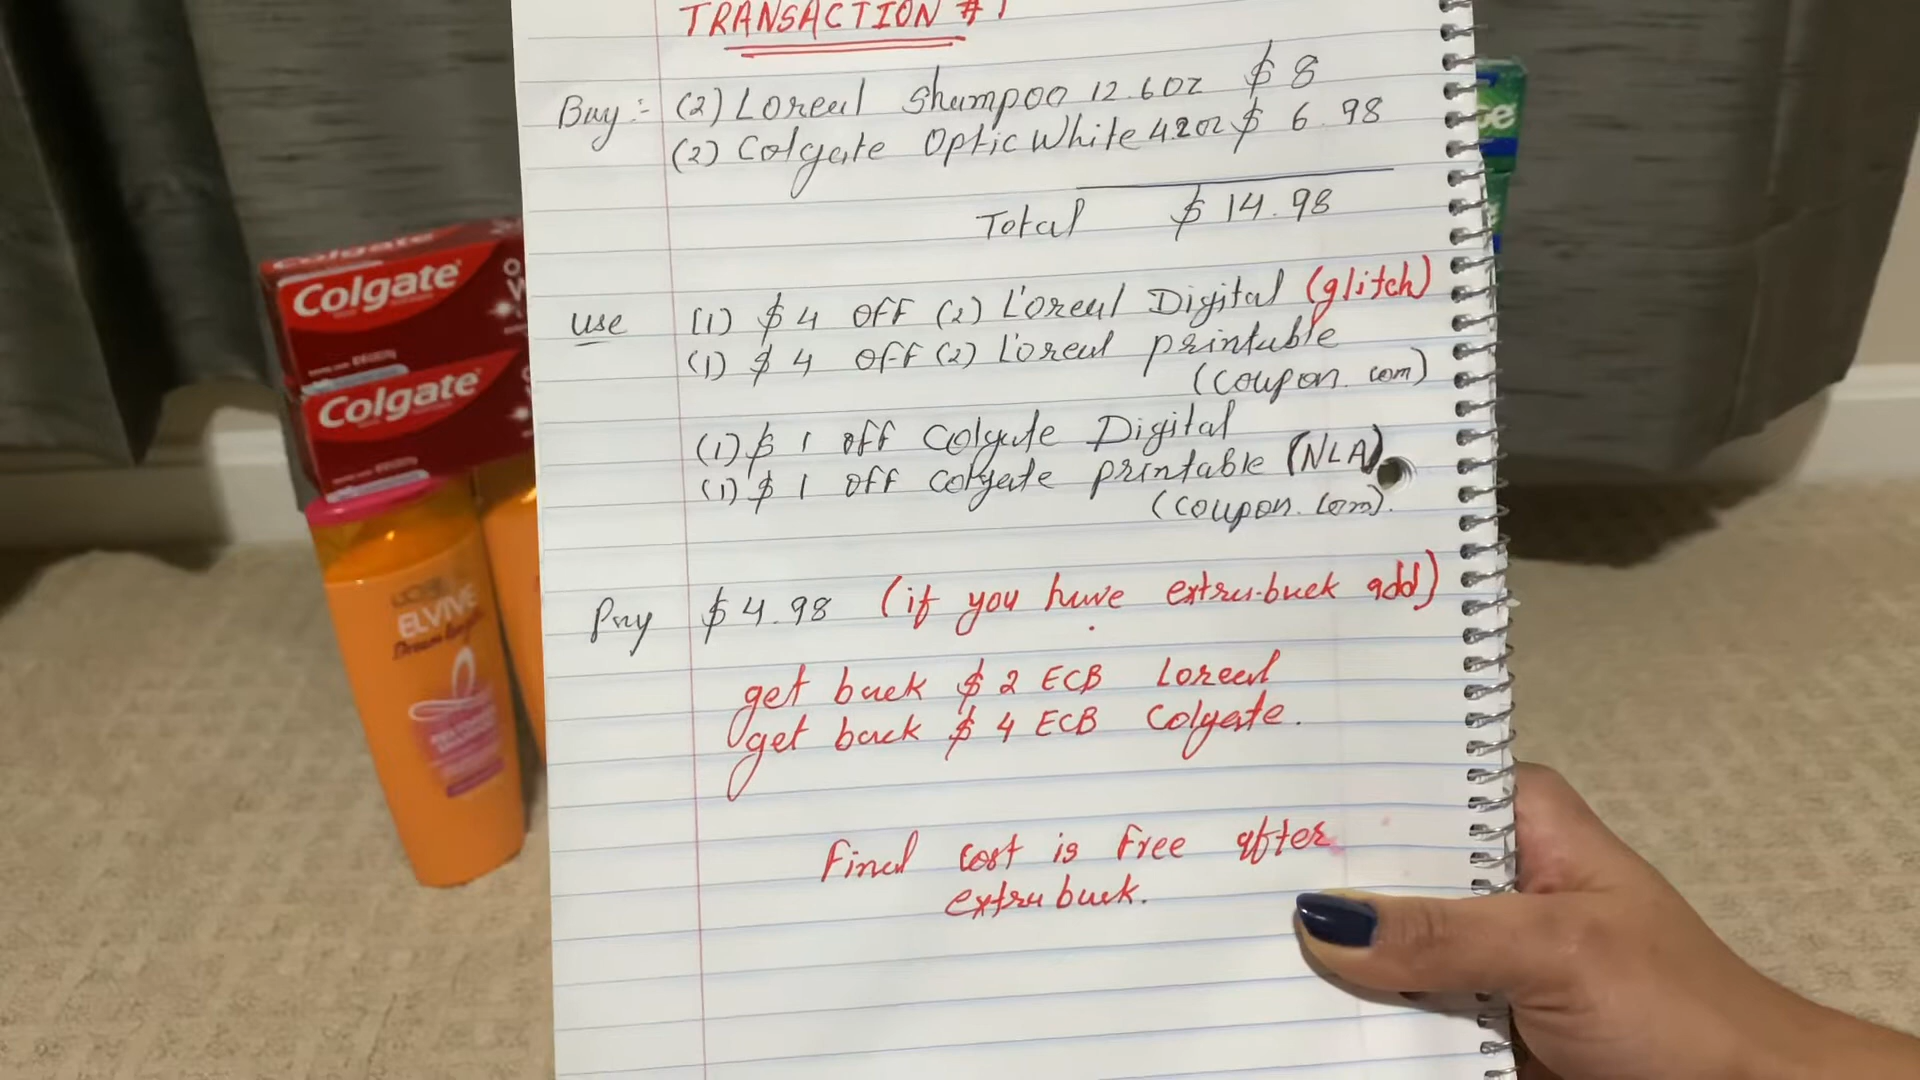 TRANSACTION #1
Buy:- (2) Loreal Shampoo 12.6oz $ 8
(2) Colgate Optic White 4.2oz $ 6.98
Total $ 14.98
use (1) $ 4 off (2) L'oreal Digital (glitch)
(1) $ 4 off (2) L'oreal printable
(coupon.com)
(1) $ 1 off Colgate Digital
(1) $ 1 off Colgate printable (NLA)
(coupon.com).
Pay $ 4.98 (if you have extra-buck add)
get back $ 2 ECB Loreal
get back $ 4 ECB Colgate.
Final cost is Free after
extra buck.
Colgate
Colgate
Colgate
ELVIVE
Dream Lengths